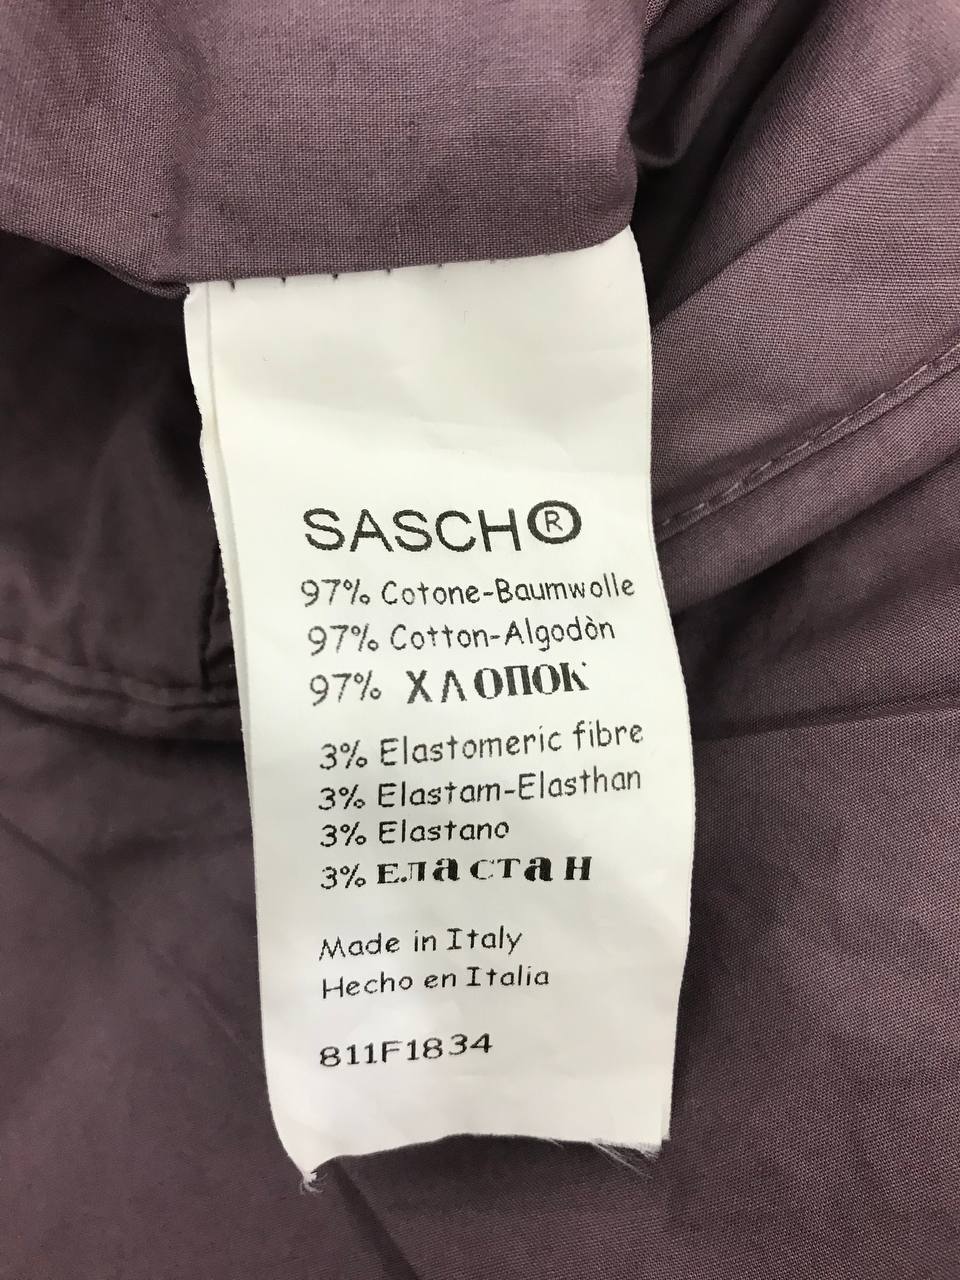 SASCH®
97% Cotone-Baumwolle
97% Cotton-Algodòn
97% ХЛОПОК
3% Elastomeric fibre
3% Elastam-Elasthan
3% Elastano
3% ЕЛаСТаН
Made in Italy
Hecho en Italia
811F1834